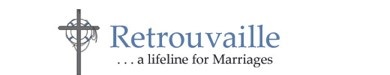 Retrouvaille
. . . a lifeline for Marriages